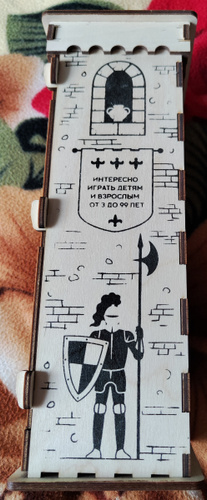 ИНТЕРЕСНО
ИГРАТЬ ДЕТЯМ
И ВЗРОСЛЫМ
ОТ 3 ДО 99 ЛЕТ